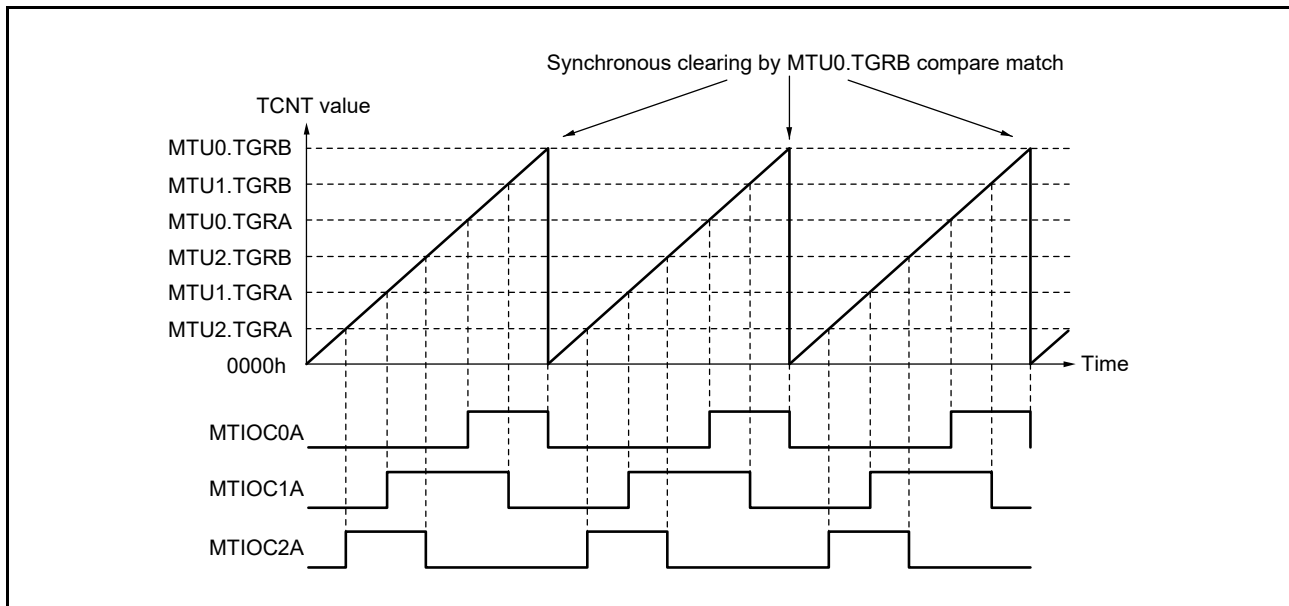 Synchronous clearing by MTU0.TGRB compare match
TCNT value
MTU0.TGRB
MTU1.TGRB
MTU0.TGRA
MTU2.TGRB
MTU1.TGRA
MTU2.TGRA
0000h
Time
MTIOC0A
MTIOC1A
MTIOC2A